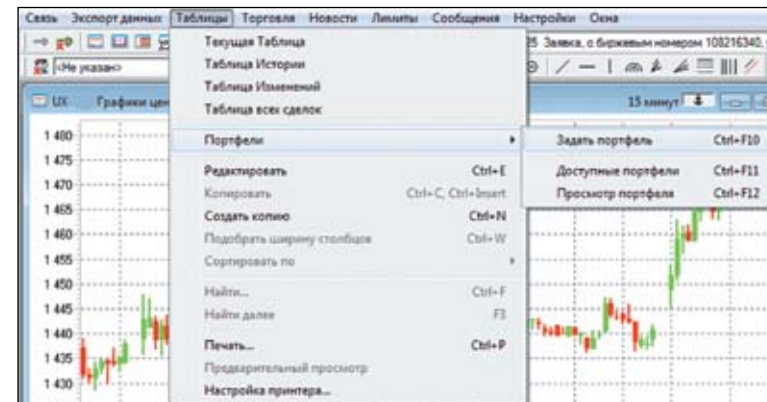 Связь Экспорт данных Таблицы Торговля Новости Лимиты Сообщения Настройки Окна
Текущая Таблица
25 Заявка, с биржевым номером 108216340,
<Не указан>
Таблица Истории
Таблица Изменений
UX Графики цен
15 минут
Таблица всех сделок
1 480
Портфели
Задать портфель Ctrl+F10
1 475
Редактировать Ctrl+E
Доступные портфели Ctrl+F11
1 470
Копировать Ctrl+C, Ctrl+Insert
Просмотр портфеля Ctrl+F12
1 465
Создать копию Ctrl+N
1 460
Подобрать ширину столбцов Ctrl+W
1 455
Сортировать по
1 450
Найти... Ctrl+F
1 445
Найти далее F3
1 440
Печать... Ctrl+P
1 435
Предварительный просмотр
1 430
Настройка принтера...